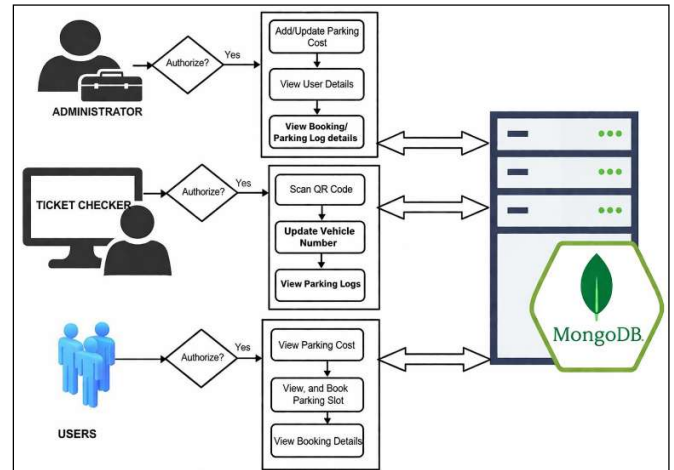 Add/Update Parking
Cost
Authorize?
Yes
View User Details
ADMINISTRATOR
View Booking/
Parking Log details
TICKET CHECKER
Authorize?
Yes
Scan QR Code
Update Vehicle
Number
View Parking Logs
MongoDB.
Authorize?
Yes
View Parking Cost
View, and Book
Parking Slot
USERS
View Booking Details